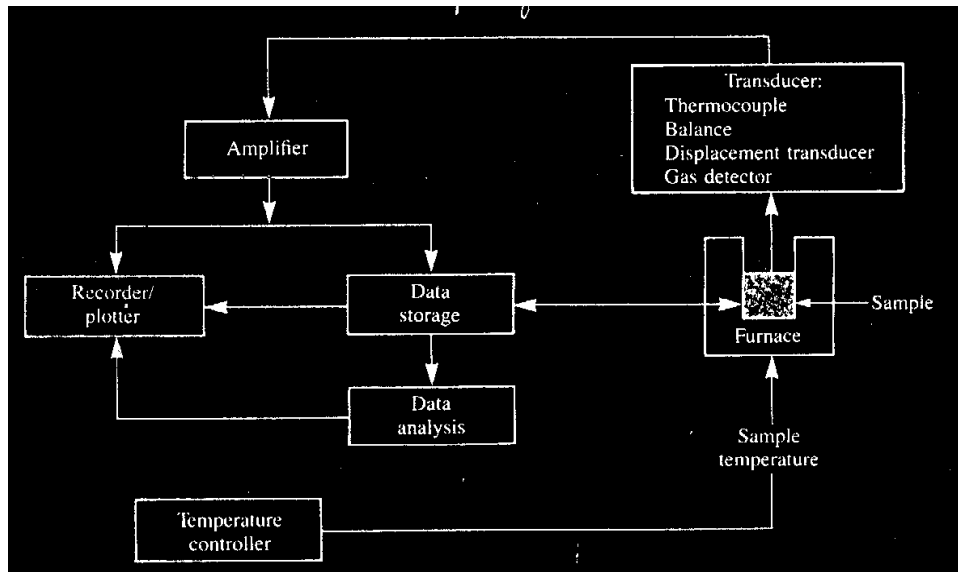 Transducer:
Thermocouple
Balance
Displacement transducer
Gas detector
Amplifier
Recorder/
plotter
Data
storage
Sample
Furnace
Data
analysis
Sample
temperature
Temperature
controller